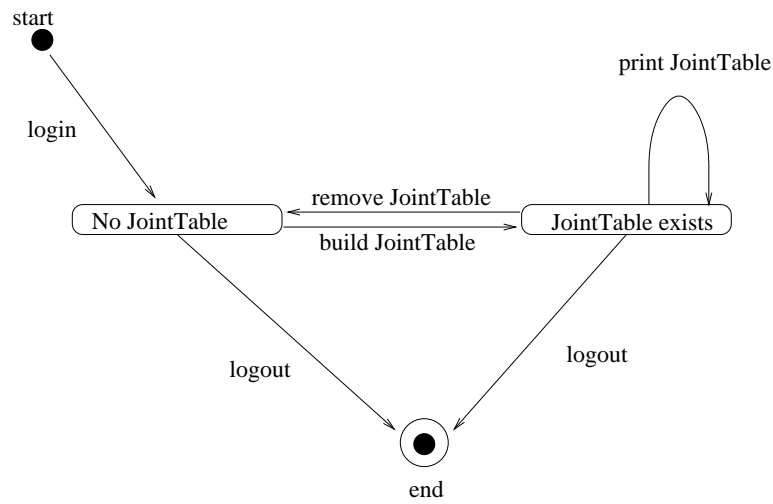 start
print JointTable
login
remove JointTable
No JointTable
JointTable exists
build JointTable
logout
logout
end